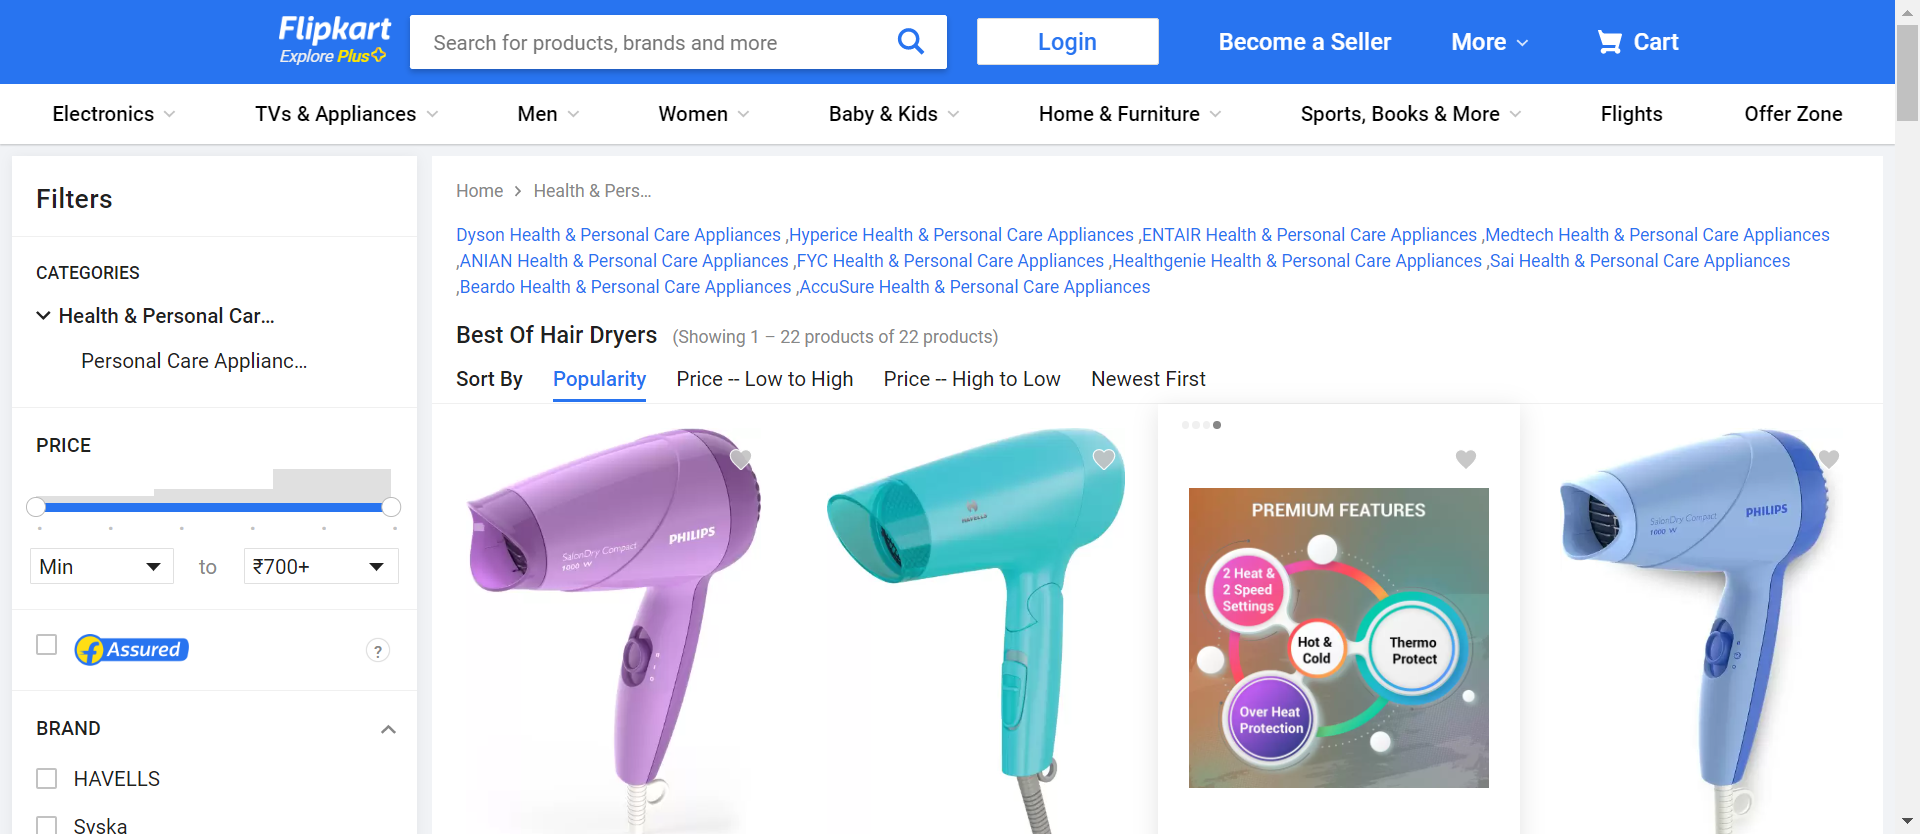 Flipkart
Explore Plus
Search for products, brands and more
Login
Become a Seller
More
Cart
Electronics
TVs & Appliances
Men
Women
Baby & Kids
Home & Furniture
Sports, Books & More
Flights
Offer Zone
Filters
CATEGORIES
Health & Personal Car...
Personal Care Applianc...
PRICE
Min
to
₹700+
Assured
?
BRAND
HAVELLS
Syska
Home
Health & Pers...
Dyson Health & Personal Care Appliances ,Hyperice Health & Personal Care Appliances ,ENTAIR Health & Personal Care Appliances ,Medtech Health & Personal Care Appliances
,ANIAN Health & Personal Care Appliances ,FYC Health & Personal Care Appliances ,Healthgenie Health & Personal Care Appliances ,Sai Health & Personal Care Appliances
,Beardo Health & Personal Care Appliances ,AccuSure Health & Personal Care Appliances
Best Of Hair Dryers (Showing 1 – 22 products of 22 products)
Sort By
Popularity
Price -- Low to High
Price -- High to Low
Newest First
PHILIPS
SalonDry Compact
1000 W
HAVELLS
PREMIUM FEATURES
2 Heat &
2 Speed
Settings
Hot &
Cold
Thermo
Protect
Over Heat
Protection
PHILIPS
SalonDry Compact
1000 W